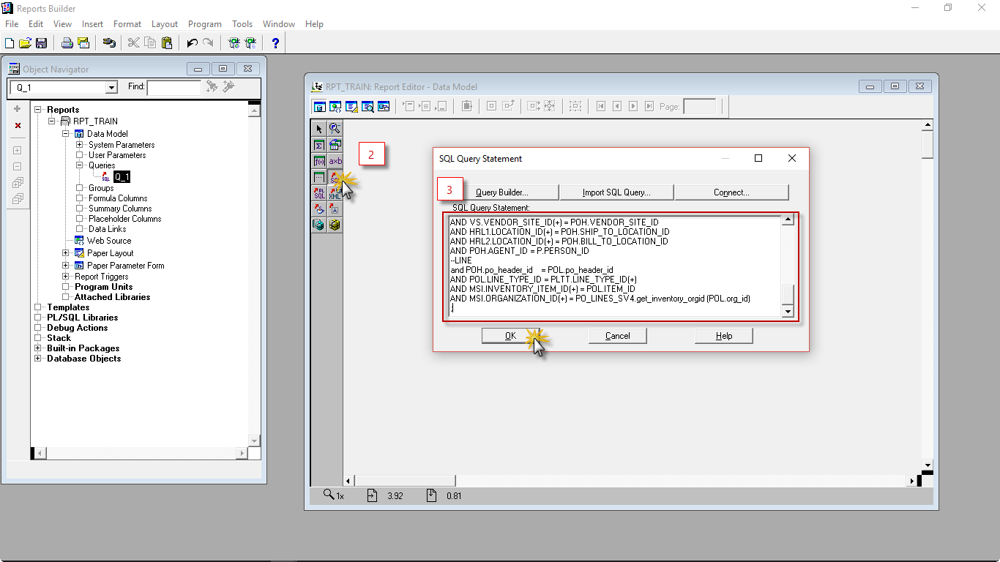 Reports Builder
File Edit View Insert Format Layout Program Tools Window Help
Object Navigator
Q_1 Find:
Reports
RPT_TRAIN
Data Model
System Parameters
User Parameters
Queries
Q_1
Groups
Formula Columns
Summary Columns
Placeholder Columns
Data Links
Web Source
Paper Layout
Paper Parameter Form
Report Triggers
Program Units
Attached Libraries
Templates
PL/SQL Libraries
Debug Actions
Stack
Built-in Packages
Database Objects
RPT_TRAIN: Report Editor - Data Model
Page:
2
SQL Query Statement
3
Query Builder... Import SQL Query... Connect...
SQL Query Statement:
AND VS.VENDOR_SITE_ID(+) = POH.VENDOR_SITE_ID
AND HRL1.LOCATION_ID(+) = POH.SHIP_TO_LOCATION_ID
AND HRL2.LOCATION_ID(+) = POH.BILL_TO_LOCATION_ID
AND POH.AGENT_ID = P.PERSON_ID
--LINE
and POH.po_header_id = POL.po_header_id
AND POL.LINE_TYPE_ID = PLTT.LINE_TYPE_ID(+)
AND MSI.INVENTORY_ITEM_ID(+) = POL.ITEM_ID
AND MSI.ORGANIZATION_ID(+) = PO_LINES_SV4.get_inventory_orgid (POL.org_id)
;
OK Cancel Help
1x 3.92 0.81